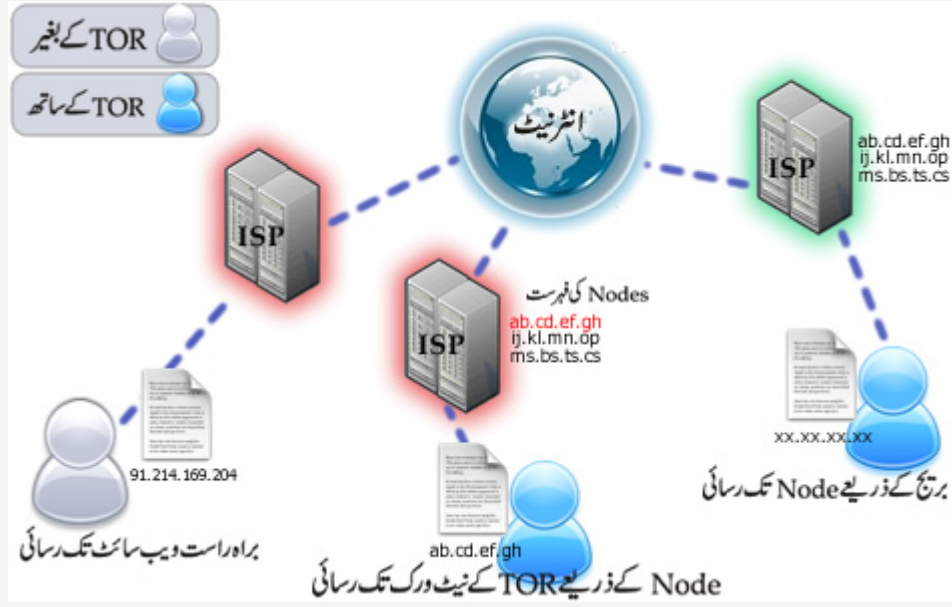 TOR کے بغیر
TOR کے ساتھ
انٹرنیٹ
ISP
ab.cd.ef.gh
ij.kl.mn.op
ms.bs.ts.cs
ISP
Nodes کی فہرست
ab.cd.ef.gh
ij.kl.mn.op
ms.bs.ts.cs
ISP
91.214.169.204
براہ راست ویب سائٹ تک رسائی
ab.cd.ef.gh
Node کے ذریعے TOR کے نیٹ ورک تک رسائی
xx.xx.xx.xx
بریج کے ذریعے Node تک رسائی